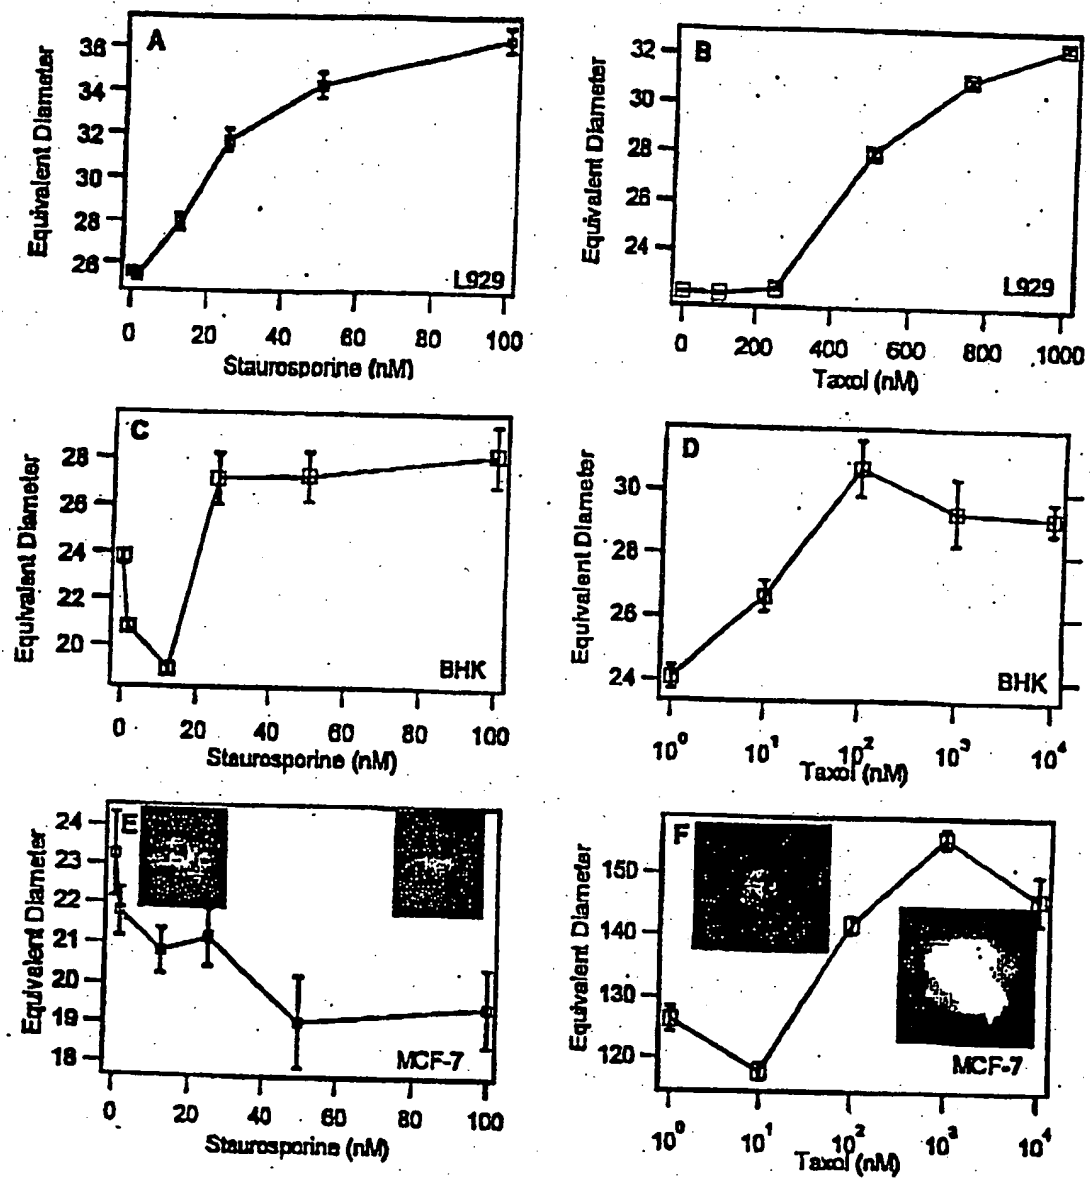 A
Equivalent Diameter
36
34
32
30
28
26
L929
0 20 40 60 80 100
Staurosporine (nM)
B
Equivalent Diameter
32
30
28
26
24
L929
0 200 400 600 800 1000
Taxol (nM)
C
Equivalent Diameter
28
26
24
22
20
BHK
0 20 40 60 80 100
Staurosporine (nM)
D
Equivalent Diameter
30
28
26
24
BHK
10⁰ 10¹ 10² 10³ 10⁴
Taxol (nM)
E
Equivalent Diameter
24
23
22
21
20
19
18
MCF-7
0 20 40 60 80 100
Staurosporine (nM)
F
Equivalent Diameter
150
140
130
120
MCF-7
10⁰ 10¹ 10² 10³ 10⁴
Taxol (nM)